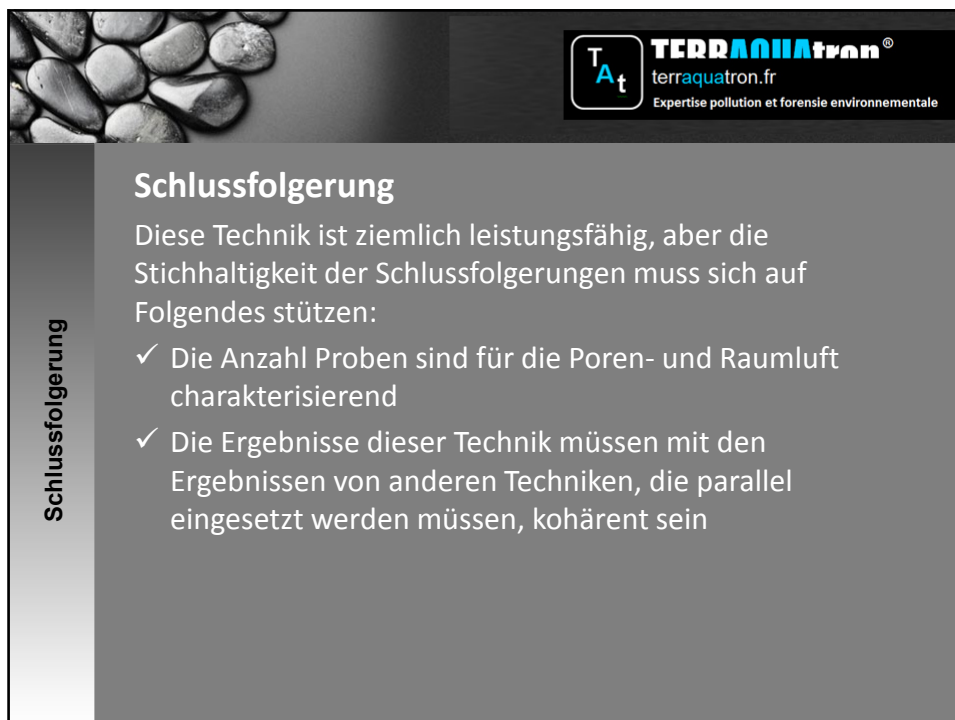 T
A
t
TERRAQUAtron®
terraquatron.fr
Expertise pollution et forensie environnementale
Schlussfolgerung
Schlussfolgerung
Diese Technik ist ziemlich leistungsfähig, aber die
Stichhaltigkeit der Schlussfolgerungen muss sich auf
Folgendes stützen:
✓ Die Anzahl Proben sind für die Poren- und Raumluft
charakterisierend
✓ Die Ergebnisse dieser Technik müssen mit den
Ergebnissen von anderen Techniken, die parallel
eingesetzt werden müssen, kohärent sein